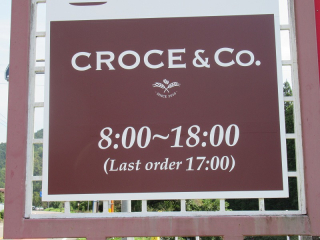 CROCE & Co.
8:00~18:00
(Last order 17:00)